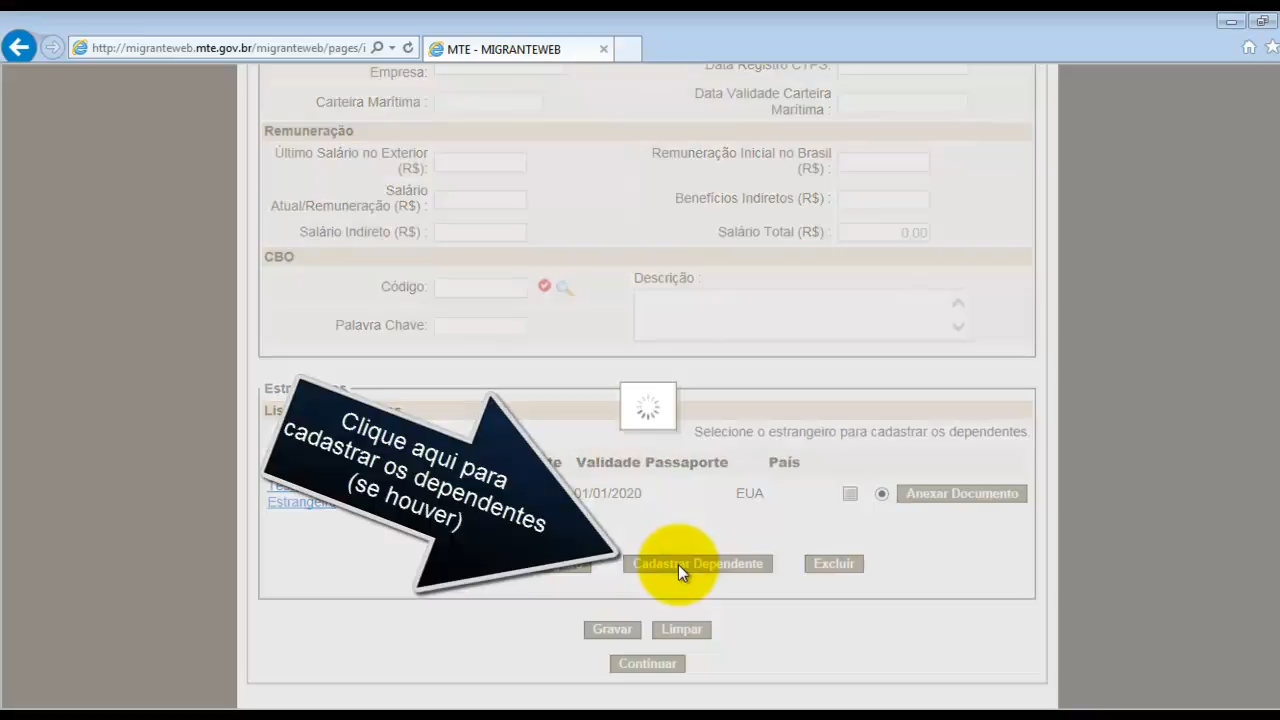 http://migranteweb.mte.gov.br/migranteweb/pages/i
MTE - MIGRANTEWEB
Empresa:
Data Registro CTPS:
Carteira Marítima :
Data Validade Carteira
Marítima :
Remuneração
Último Salário no Exterior
(R$):
Remuneração Inicial no Brasil
(R$) :
Salário
Atual/Remuneração (R$) :
Benefícios Indiretos (R$) :
Salário Indireto (R$) :
Salário Total (R$) :
0,00
CBO
Código:
Descrição :
Palavra Chave:
Clique aqui para
cadastrar os dependentes
(se houver)
Selecione o estrangeiro para cadastrar os dependentes.
Validade Passaporte
País
01/01/2020
EUA
Anexar Documento
Cadastrar Dependente
Excluir
Gravar
Limpar
Continuar